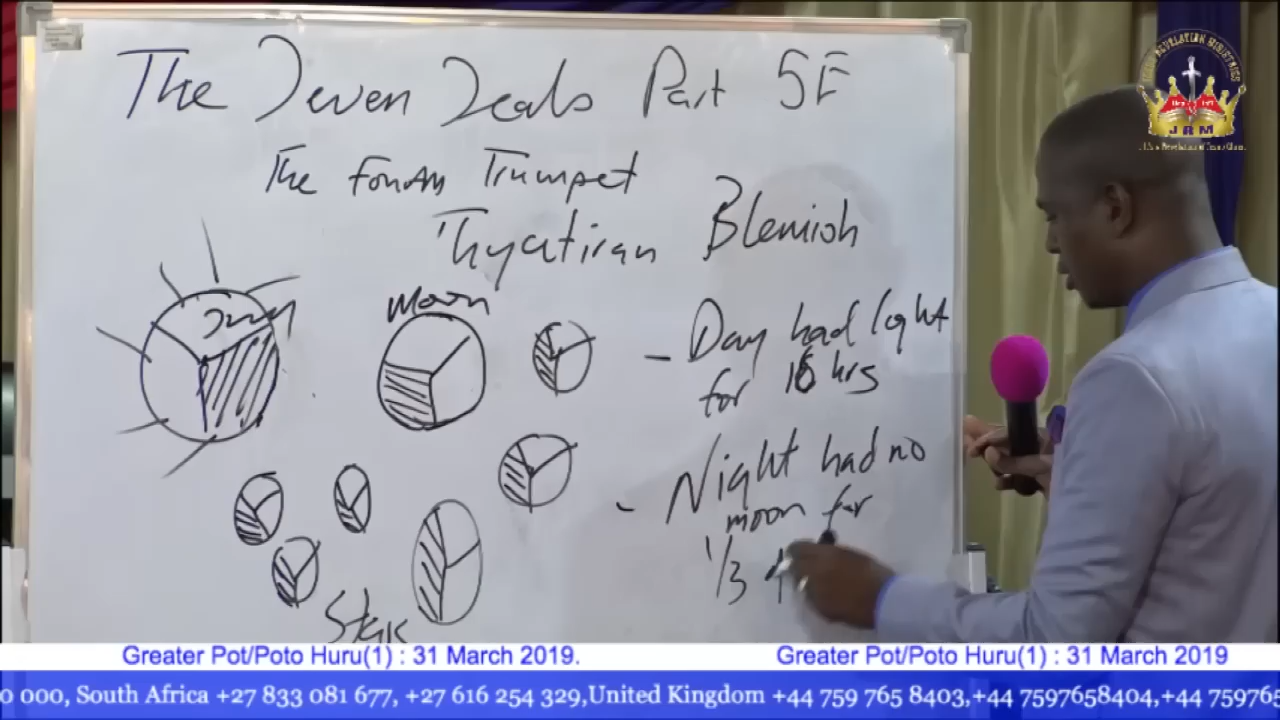 The Seven Seals Part 5E
The Fourth Trumpet
Thyatiran Blemish
Sun
Moon
- Day had light
for 16 hrs
- Night had no
moon for
1/3
Stars
JRM
Greater Pot/Poto Huru(1) : 31 March 2019.
Greater Pot/Poto Huru(1) : 31 March 2019
0 000, South Africa +27 833 081 677, +27 616 254 329,United Kingdom +44 759 765 8403,+44 7597658404,+44 759765